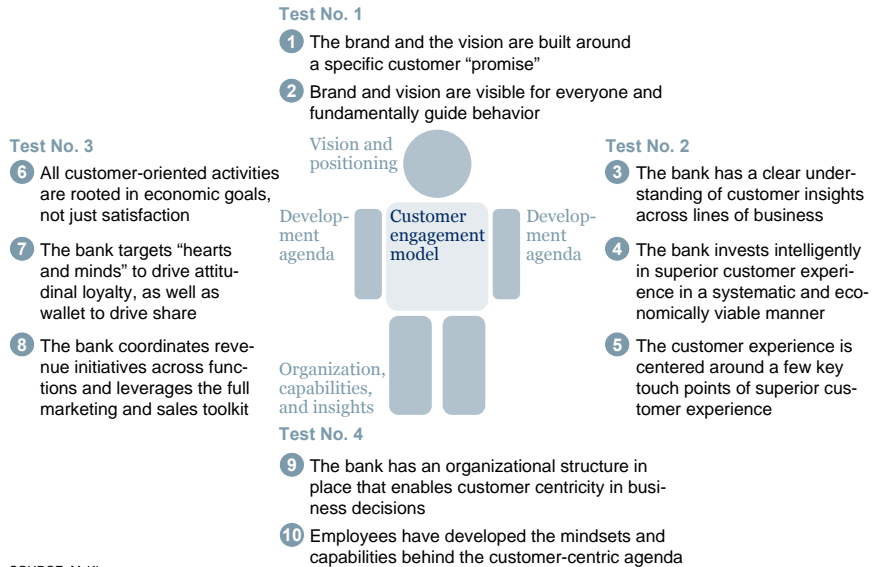 Test No. 1
1 The brand and the vision are built around
a specific customer “promise”
2 Brand and vision are visible for everyone and
fundamentally guide behavior
Vision and
positioning
Test No. 3
6 All customer-oriented activities
are rooted in economic goals,
not just satisfaction
7 The bank targets “hearts
and minds” to drive attitu-
dinal loyalty, as well as
wallet to drive share
8 The bank coordinates reve-
nue initiatives across func-
tions and leverages the full
marketing and sales toolkit
Develop-
ment
agenda
Customer
engagement
model
Develop-
ment
agenda
Organization,
capabilities,
and insights
Test No. 2
3 The bank has a clear under-
standing of customer insights
across lines of business
4 The bank invests intelligently
in superior customer experi-
ence in a systematic and eco-
nomically viable manner
5 The customer experience is
centered around a few key
touch points of superior cus-
tomer experience
Test No. 4
9 The bank has an organizational structure in
place that enables customer centricity in busi-
ness decisions
10 Employees have developed the mindsets and
capabilities behind the customer-centric agenda